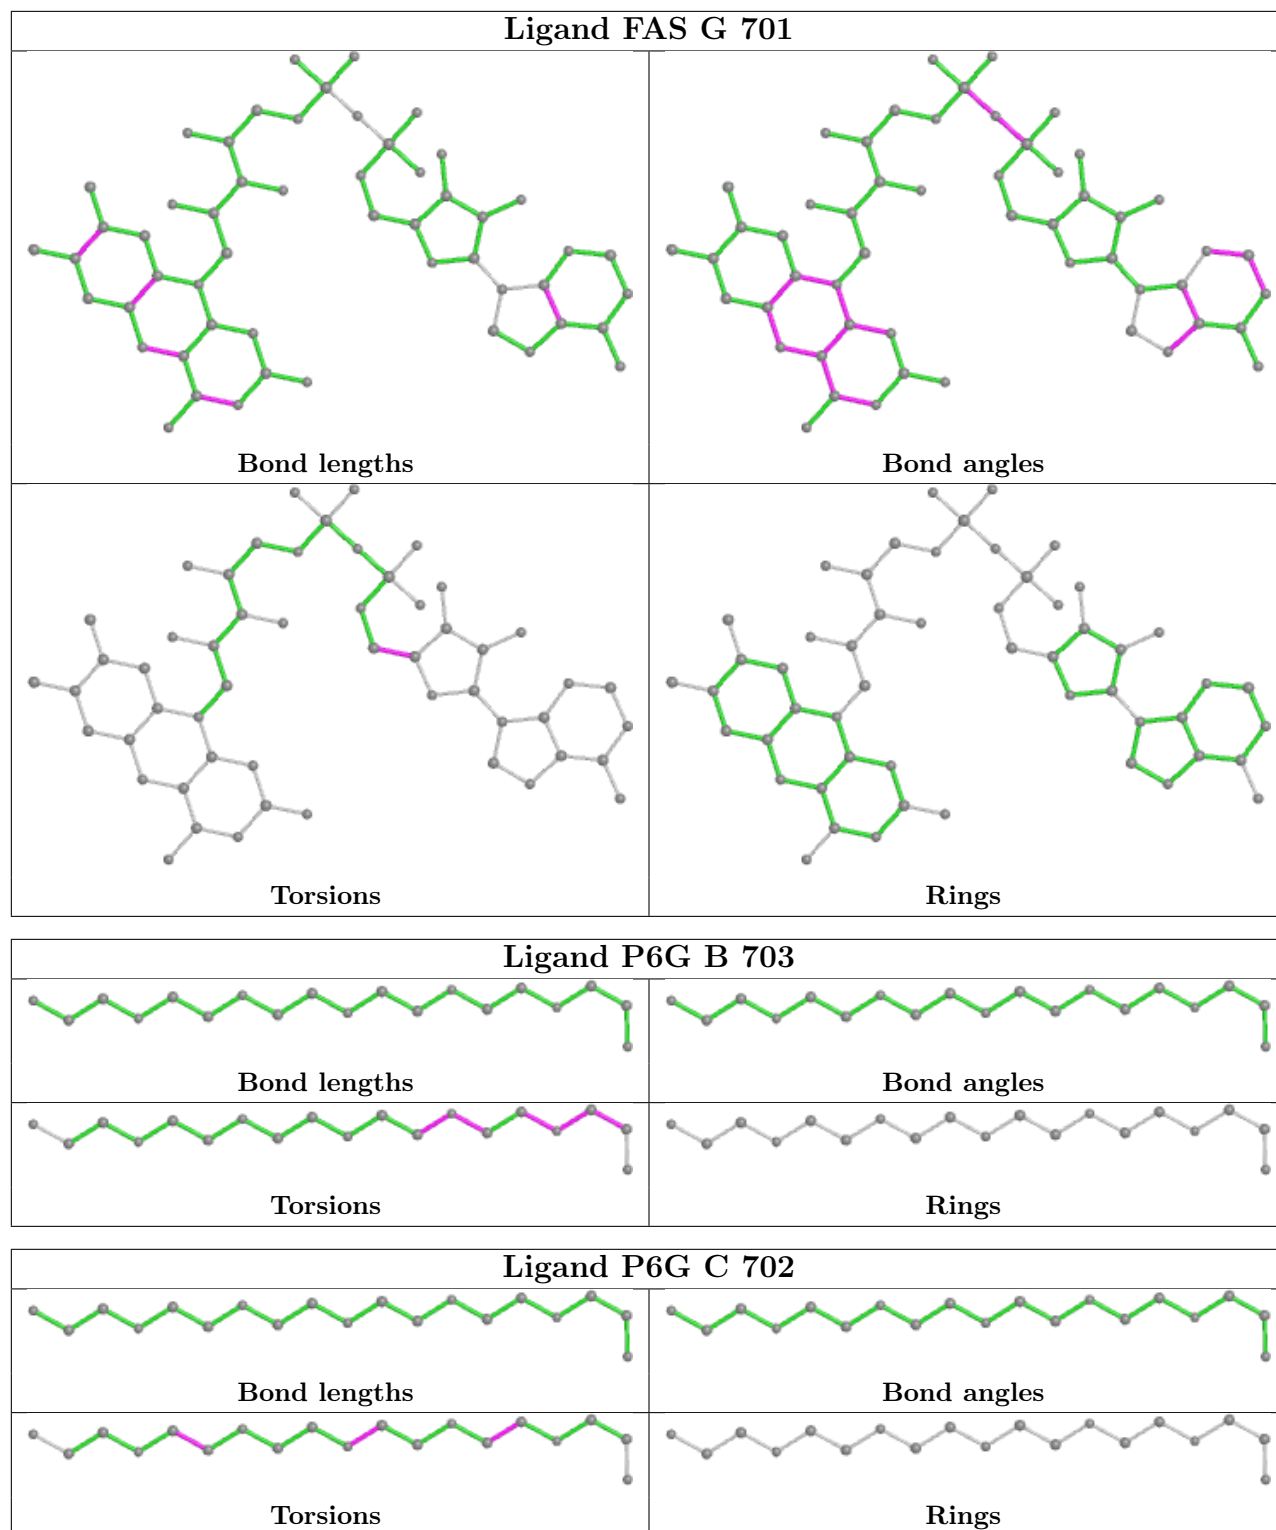 Ligand FAS G 701
Bond lengths
Bond angles
Torsions
Rings
Ligand P6G B 703
Bond lengths
Bond angles
Torsions
Rings
Ligand P6G C 702
Bond lengths
Bond angles
Torsions
Rings